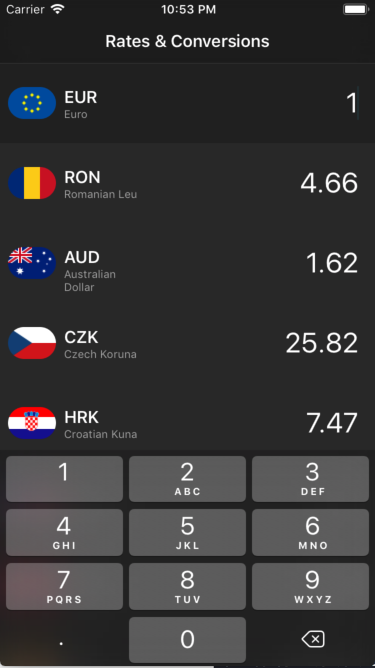 Carrier 10:53 PM
Rates & Conversions
EUR
Euro
1
RON
Romanian Leu
4.66
AUD
Australian
Dollar
1.62
CZK
Czech Koruna
25.82
HRK
Croatian Kuna
7.47
1 2 3
ABC DEF
4 5 6
GHI JKL MNO
7 8 9
PQRS TUV WXYZ
. 0